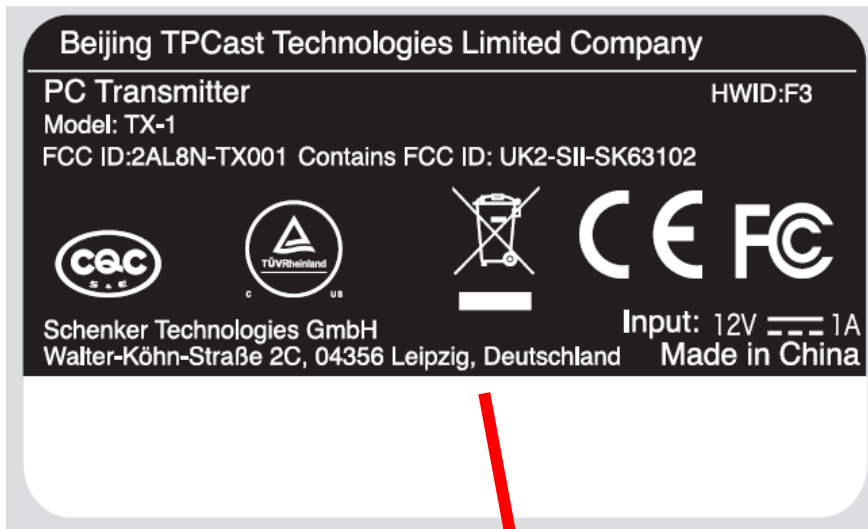 Beijing TPCast Technologies Limited Company
PC Transmitter
HWID:F3
Model: TX-1
FCC ID:2AL8N-TX001 Contains FCC ID: UK2-SII-SK63102
CQC
S & E
TÜVRheinland
C US
CE
FC
Schenker Technologies GmbH
Input: 12V 1A
Walter-Köhn-Straße 2C, 04356 Leipzig, Deutschland
Made in China